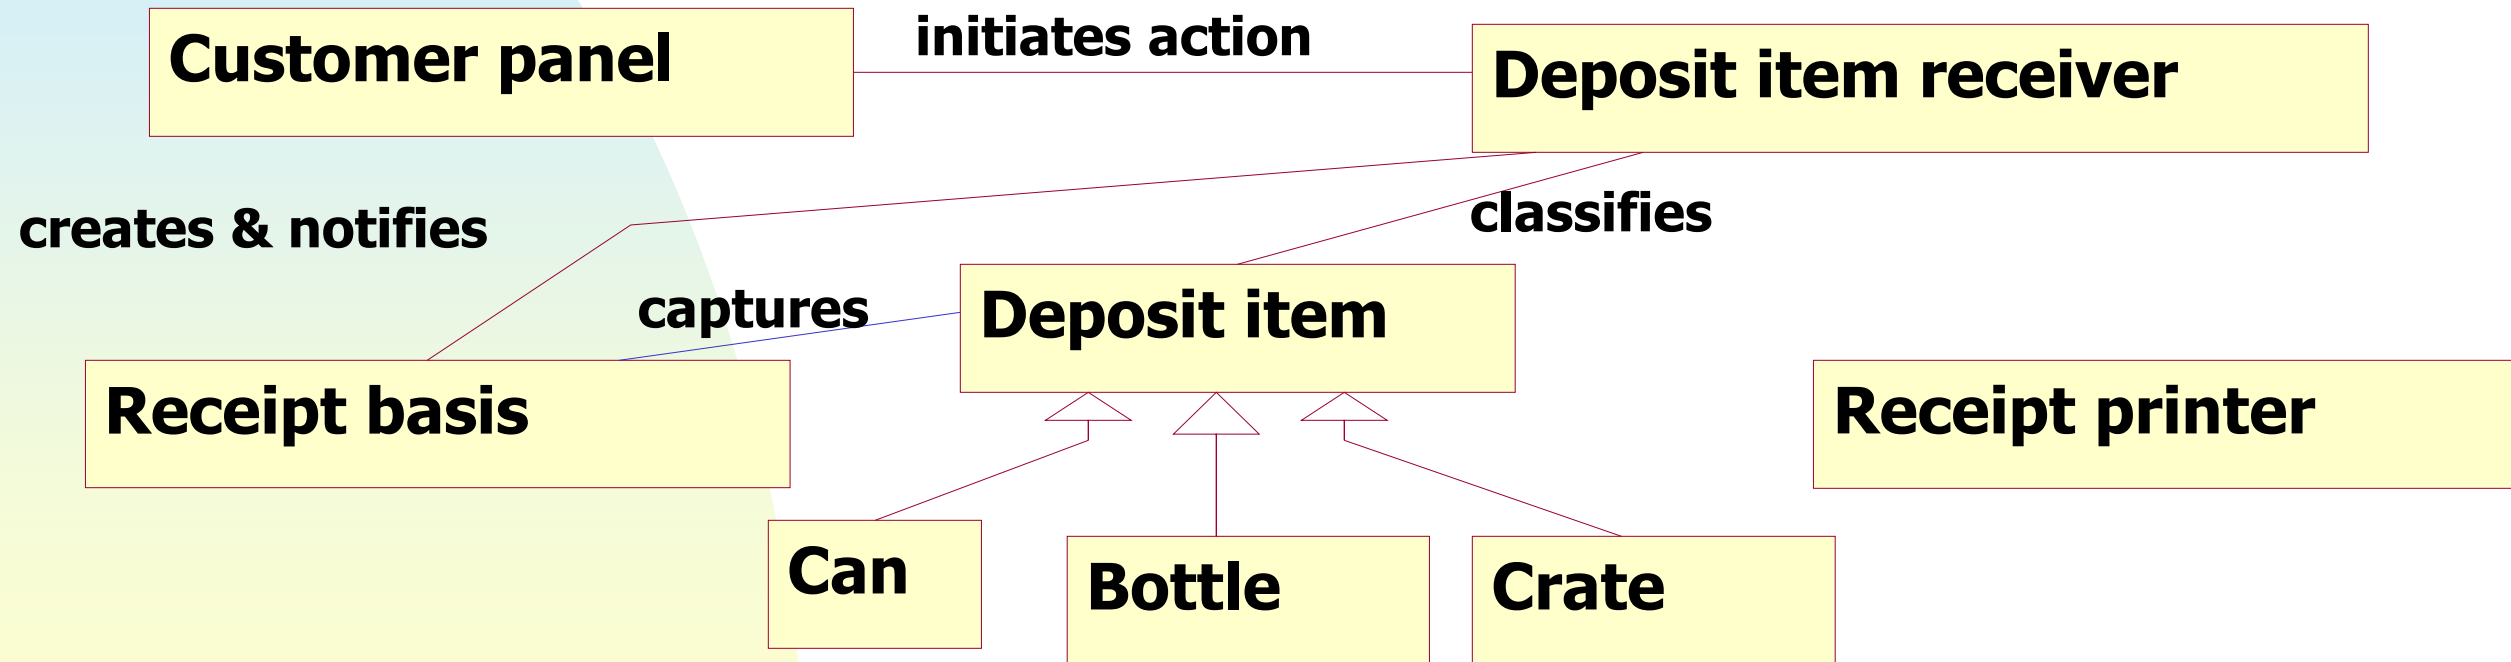 Customer panel
initiates action
Deposit item receiver
creates & notifies
classifies
captures
Deposit item
Receipt basis
Receipt printer
Can
Bottle
Crate